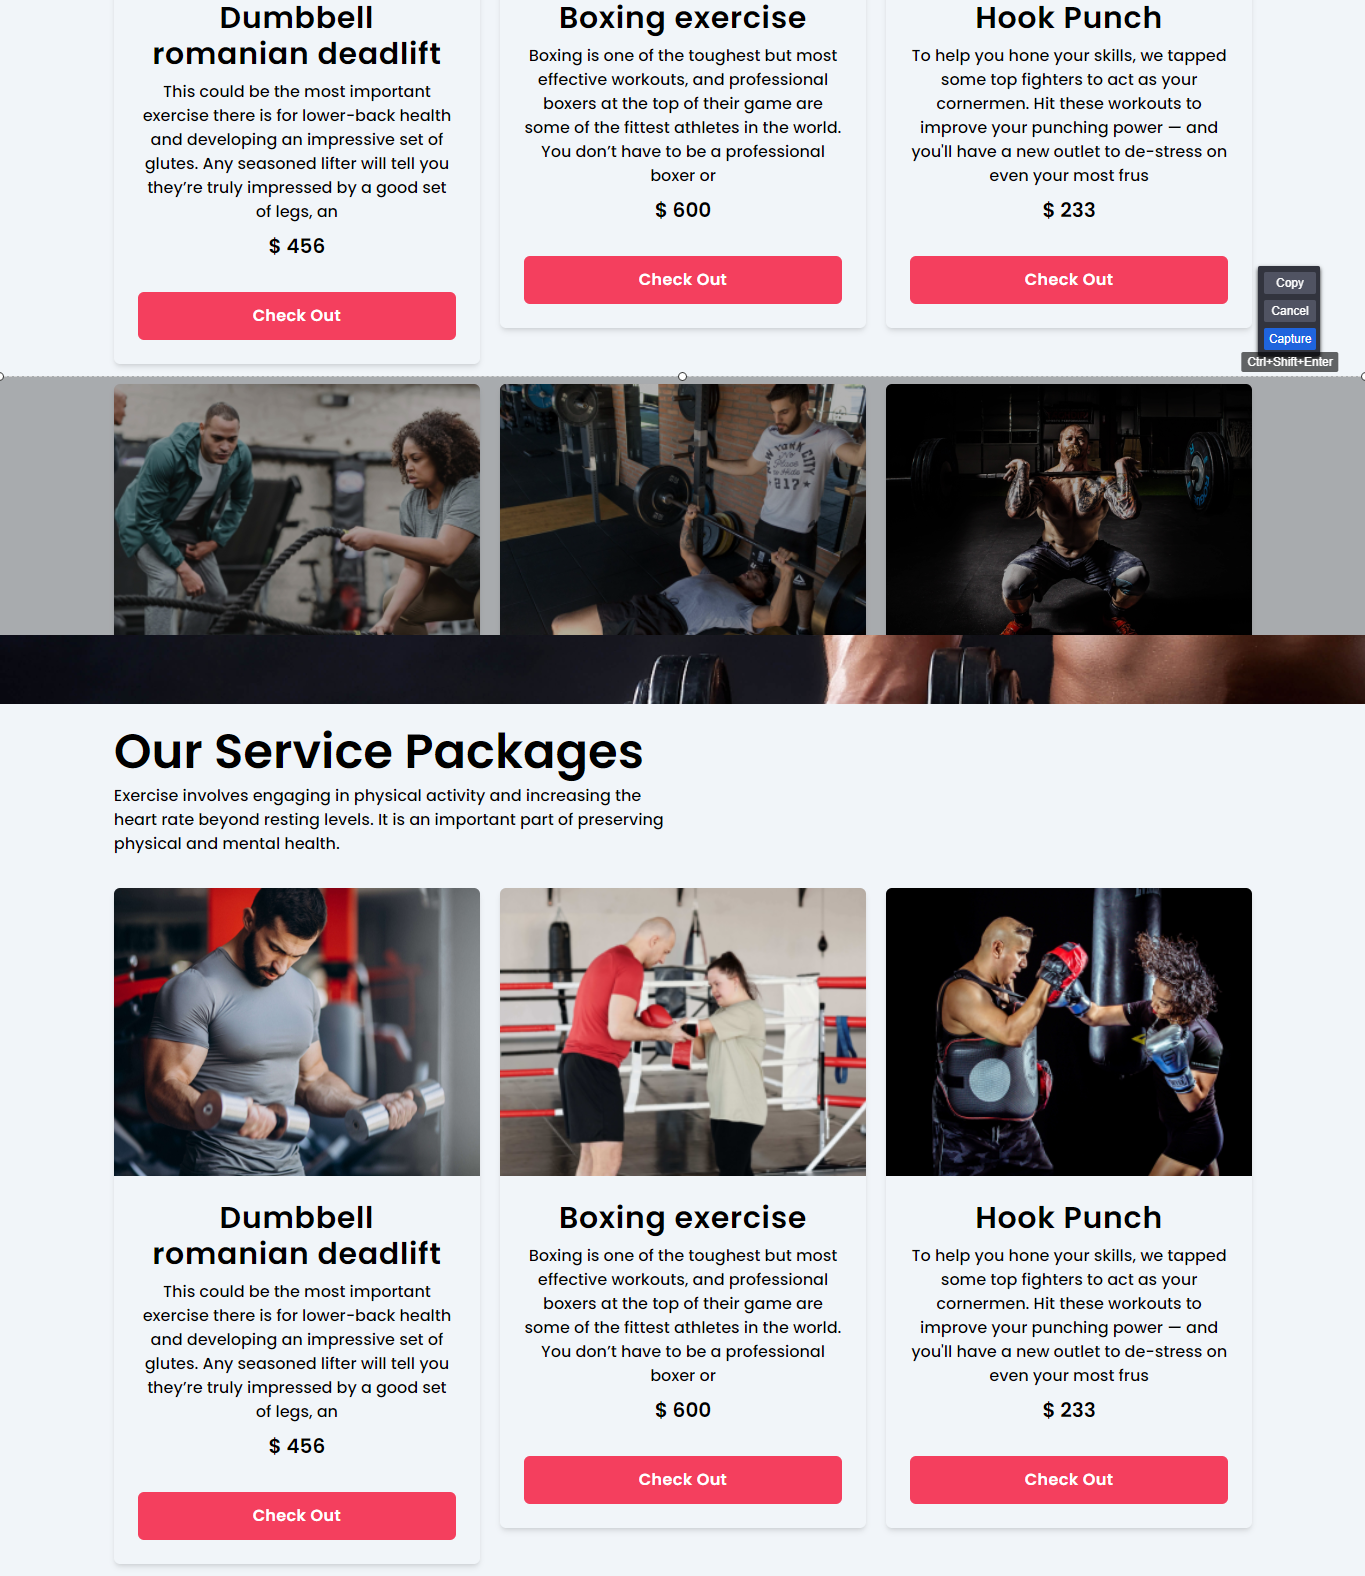 Dumbbell
romanian deadlift
This could be the most important
exercise there is for lower-back health
and developing an impressive set of
glutes. Any seasoned lifter will tell you
they’re truly impressed by a good set
of legs, an
$ 456
Check Out
Boxing exercise
Boxing is one of the toughest but most
effective workouts, and professional
boxers at the top of their game are
some of the fittest athletes in the world.
You don’t have to be a professional
boxer or
$ 600
Check Out
Hook Punch
To help you hone your skills, we tapped
some top fighters to act as your
cornermen. Hit these workouts to
improve your punching power — and
you'll have a new outlet to de-stress on
even your most frus
$ 233
Check Out
Copy
Cancel
Capture
Ctrl+Shift+Enter
NEW YORK CITY
No
Place
to Hide
217
Our Service Packages
Exercise involves engaging in physical activity and increasing the
heart rate beyond resting levels. It is an important part of preserving
physical and mental health.
Dumbbell
romanian deadlift
This could be the most important
exercise there is for lower-back health
and developing an impressive set of
glutes. Any seasoned lifter will tell you
they’re truly impressed by a good set
of legs, an
$ 456
Check Out
Boxing exercise
Boxing is one of the toughest but most
effective workouts, and professional
boxers at the top of their game are
some of the fittest athletes in the world.
You don’t have to be a professional
boxer or
$ 600
Check Out
Hook Punch
To help you hone your skills, we tapped
some top fighters to act as your
cornermen. Hit these workouts to
improve your punching power — and
you'll have a new outlet to de-stress on
even your most frus
$ 233
Check Out